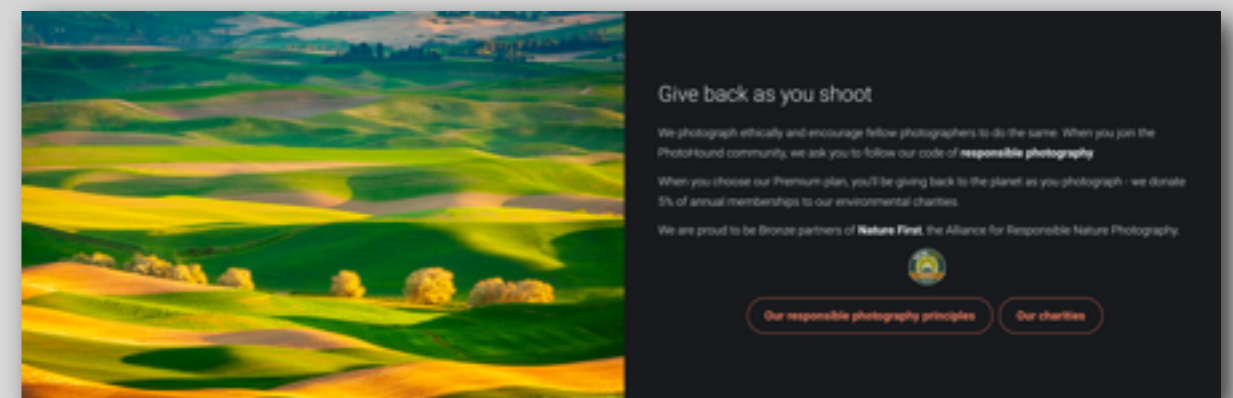 Give back as you shoot
We photograph ethically and encourage fellow photographers to do the same. When you join the
PhotoHound community, we ask you to follow our code of responsible photography.
When you choose our Premium plan, you'll be giving back to the planet as you photograph - we donate
5% of annual memberships to our environmental charities.
We are proud to be Bronze partners of Nature First, the Alliance for Responsible Nature Photography.
Our responsible photography principles
Our charities